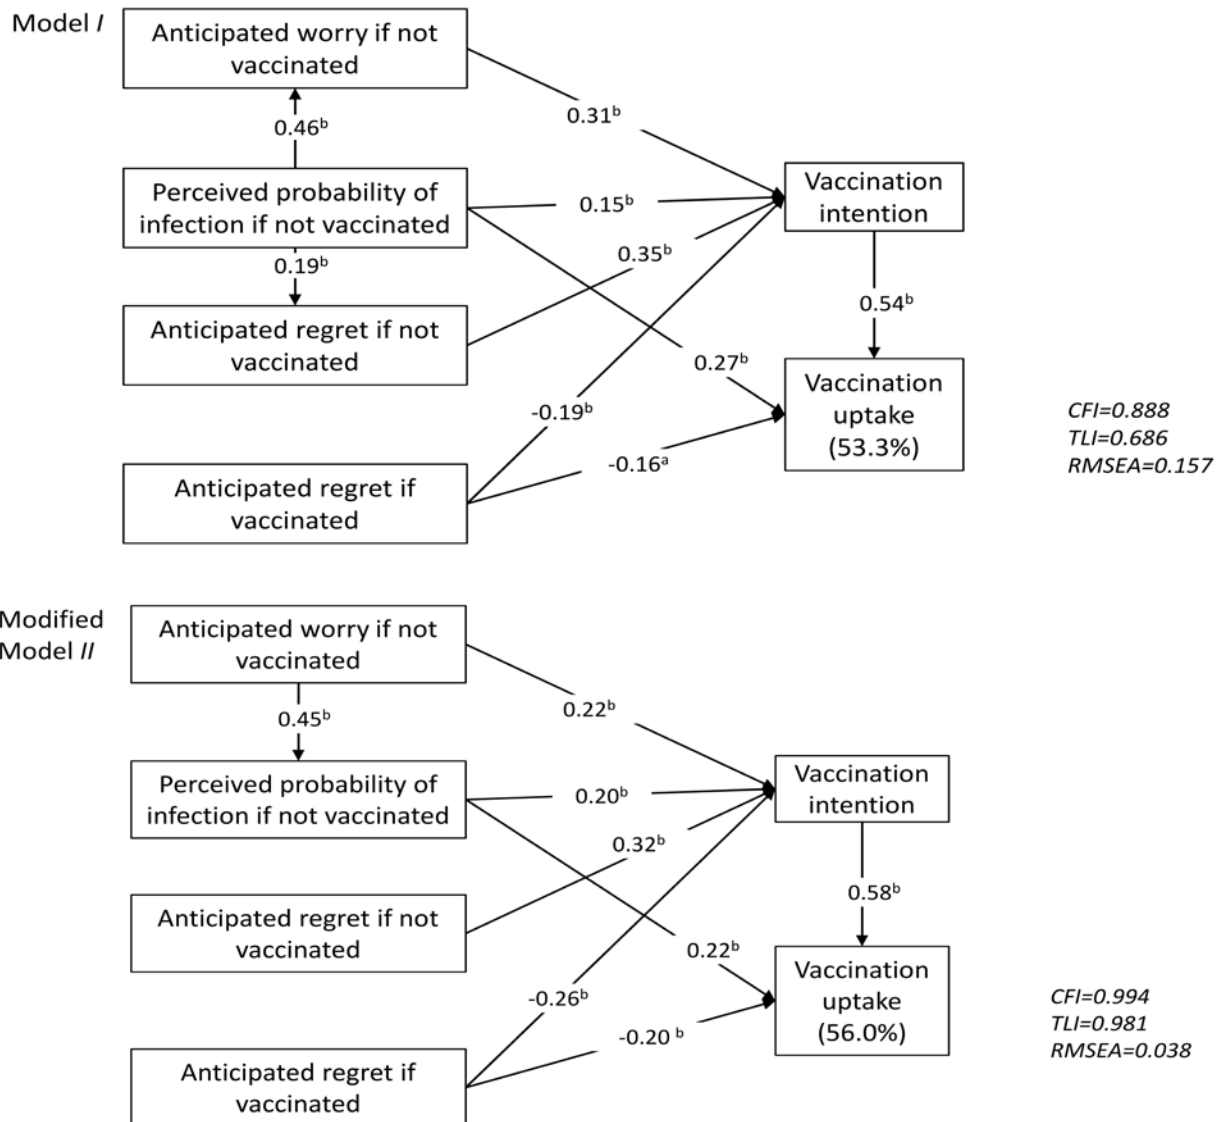 Model I
Anticipated worry if not
vaccinated
0.46b
0.31b
Perceived probability of
infection if not vaccinated
0.15b
Vaccination
intention
0.19b
0.35b
Anticipated regret if not
vaccinated
0.54b
0.27b
Vaccination
uptake
(53.3%)
-0.19b
-0.16a
Anticipated regret if
vaccinated
CFI=0.888
TLI=0.686
RMSEA=0.157
Modified
Model II
Anticipated worry if not
vaccinated
0.45b
0.22b
Perceived probability of
infection if not vaccinated
0.20b
Vaccination
intention
0.32b
Anticipated regret if not
vaccinated
0.58b
0.22b
Vaccination
uptake
(56.0%)
-0.26b
-0.20 b
Anticipated regret if
vaccinated
CFI=0.994
TLI=0.981
RMSEA=0.038